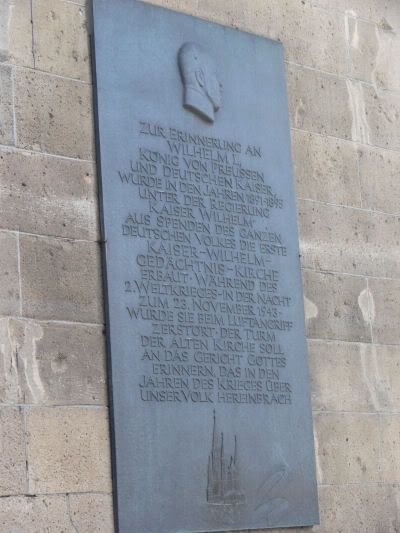 ZUR ERINNERUNG AN
WILHELM I.,
KÖNIG VON PREUSSEN
UND DEUTSCHEN KAISER,
WURDE IN DEN JAHREN 1891-1895
UNTER DER REGIERUNG
KAISER WILHELM
AUS SPENDEN DES GANZEN
DEUTSCHEN VOLKES DIE ERSTE
KAISER-WILHELM-
GEDÄCHTNIS-KIRCHE
ERBAUT. WÄHREND DES
2. WELTKRIEGES-IN DER NACHT
ZUM 23. NOVEMBER 1943-
WURDE SIE BEIM LUFTANGRIFF
ZERSTÖRT. DER TURM
DER ALTEN KIRCHE SOLL
AN DAS GERICHT GOTTES
ERINNERN, DAS IN DEN
JAHREN DES KRIEGES ÜBER
UNSER VOLK HEREINBRACH